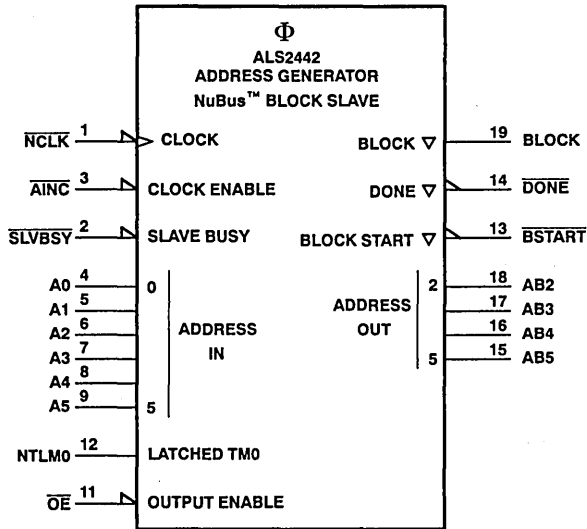 Φ
ALS2442
ADDRESS GENERATOR
NuBus™ BLOCK SLAVE
NCLK 1 CLOCK BLOCK ▽ 19 BLOCK
AINC 3 CLOCK ENABLE DONE ▽ 14 DONE
SLVBSY 2 SLAVE BUSY BLOCK START ▽ 13 BSTART
A0 4 0 2 18 AB2
A1 5 17 AB3
A2 6 ADDRESS IN ADDRESS OUT 16 AB4
A3 7 5 15 AB5
A4 8
A5 9 5
NTLM0 12 LATCHED TM0
OE 11 OUTPUT ENABLE